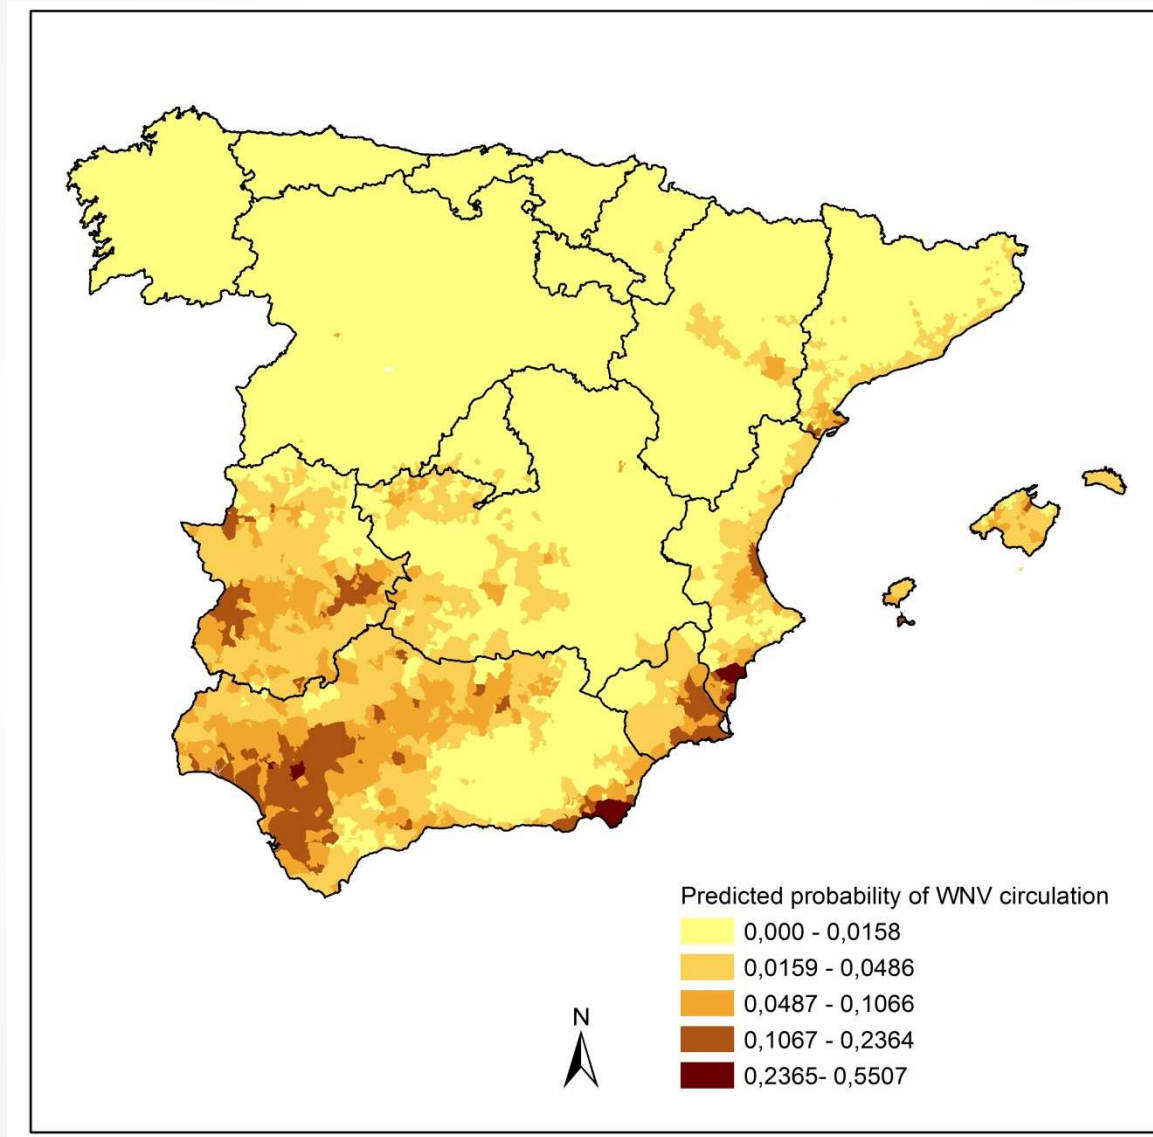 Predicted probability of WNV circulation
0,000 - 0,0158
0,0159 - 0,0486
0,0487 - 0,1066
0,1067 - 0,2364
0,2365- 0,5507
N